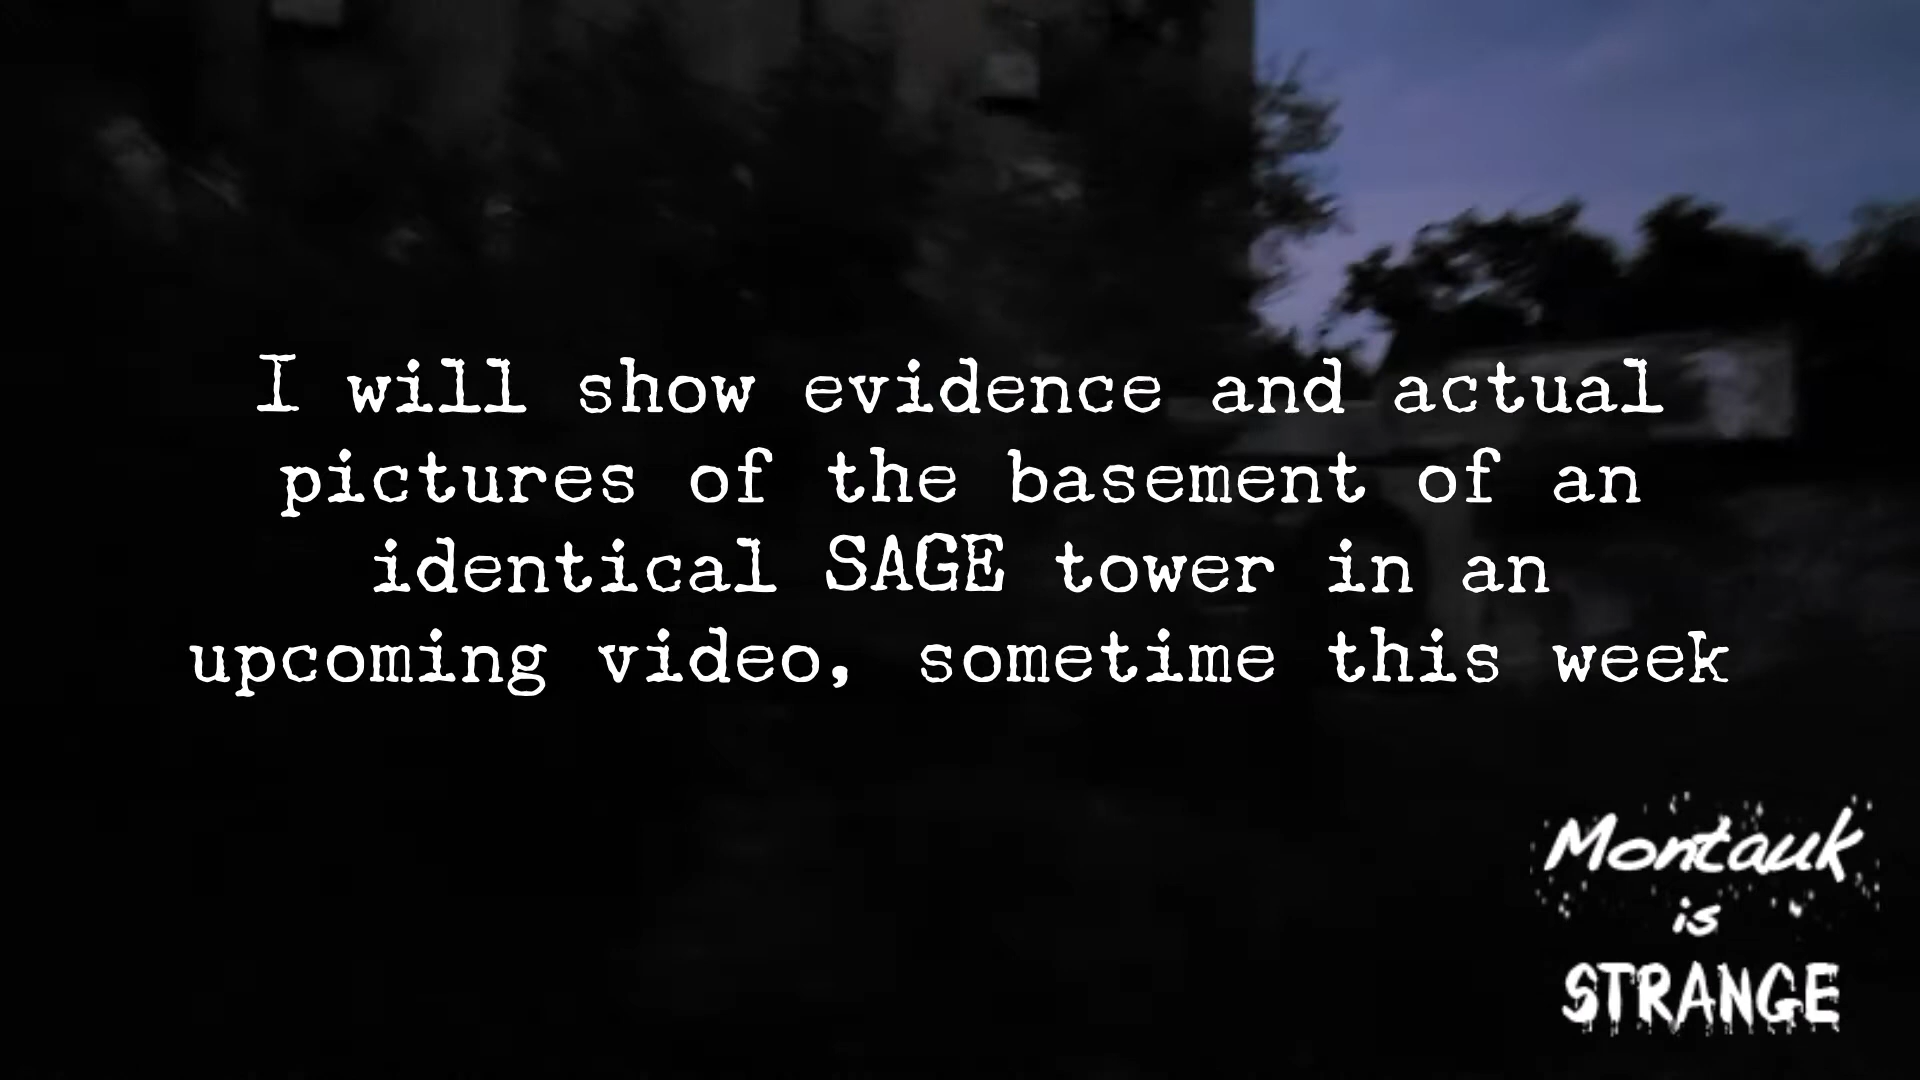 I will show evidence and actual
pictures of the basement of an
identical SAGE tower in an
upcoming video, sometime this week
Montauk
is
STRANGE